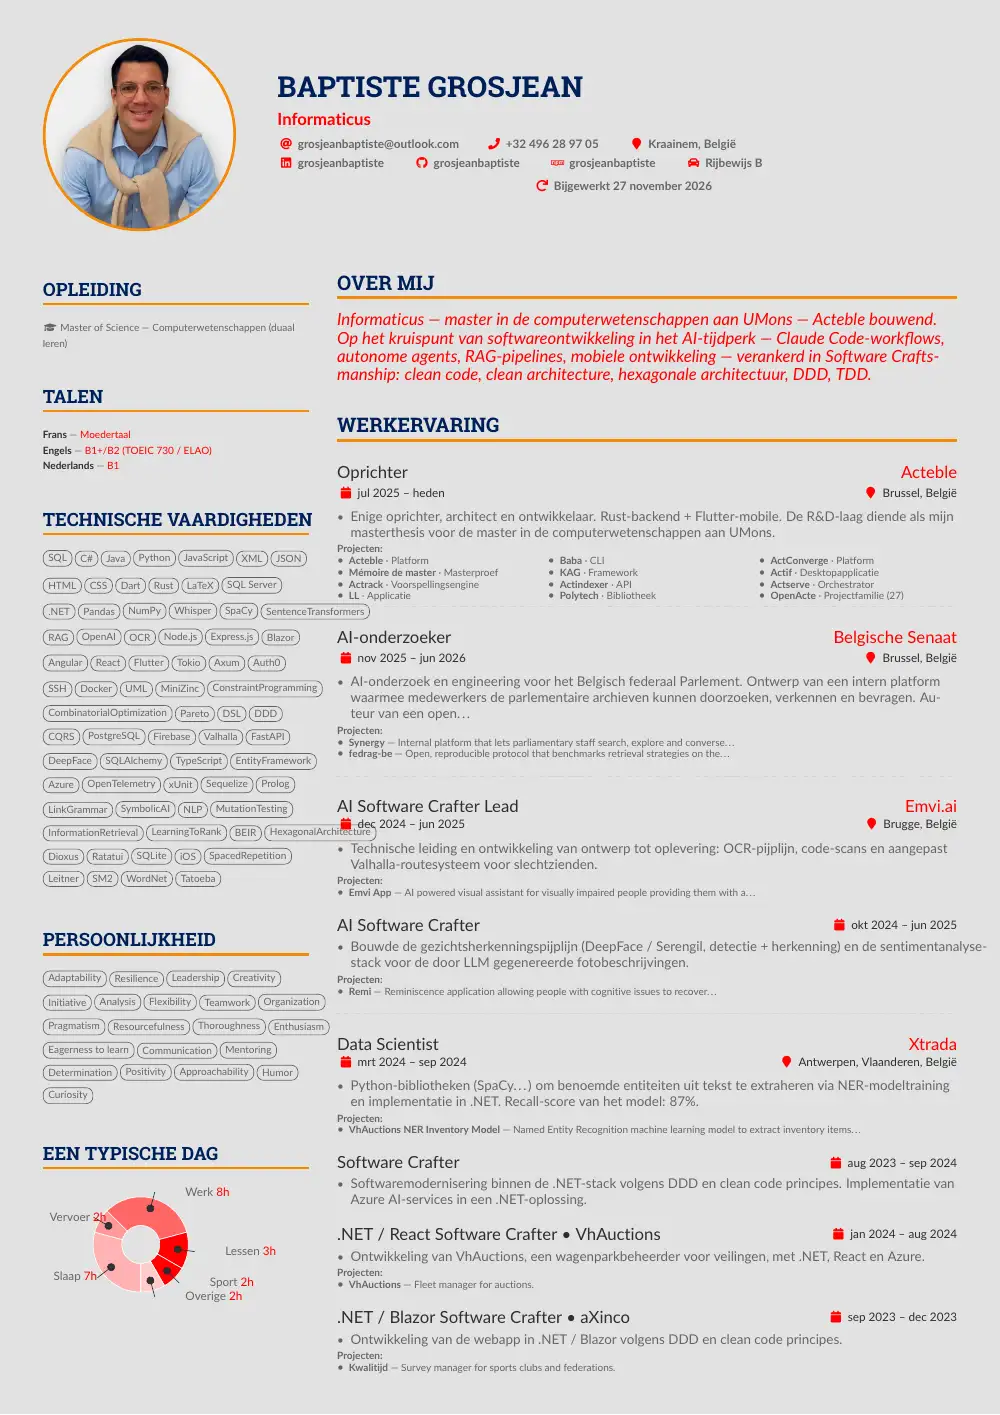 BAPTISTE GROSJEAN
Informaticus
grosjeanbaptiste@outlook.com +32 496 28 97 05 Kraainem, België
grosjeanbaptiste grosjeanbaptiste grosjeanbaptiste Rijbewijs B
Bijgewerkt 27 november 2026
OPLEIDING
Master of Science — Computerwetenschappen (duaal
leren)
TALEN
Frans — Moedertaal
Engels — B1+/B2 (TOEIC 730 / ELAO)
Nederlands — B1
TECHNISCHE VAARDIGHEDEN
SQL C# Java Python JavaScript XML JSON
HTML CSS Dart Rust LaTeX SQL Server
.NET Pandas NumPy Whisper SpaCy SentenceTransformers
RAG OpenAI OCR Node.js Express.js Blazor
Angular React Flutter Tokio Axum Auth0
SSH Docker UML MiniZinc ConstraintProgramming
CombinatorialOptimization Pareto DSL DDD
CQRS PostgreSQL Firebase Valhalla FastAPI
DeepFace SQLAlchemy TypeScript EntityFramework
Azure OpenTelemetry xUnit Sequelize Prolog
LinkGrammar SymbolicAI NLP MutationTesting
InformationRetrieval LearningToRank BEIR HexagonalArchitecture
Dioxus Ratatui SQLite iOS SpacedRepetition
Leitner SM2 WordNet Tatoeba
PERSOONLIJKHEID
Adaptability Resilience Leadership Creativity
Initiative Analysis Flexibility Teamwork Organization
Pragmatism Resourcefulness Thoroughness Enthusiasm
Eagerness to learn Communication Mentoring
Determination Positivity Approachability Humor
Curiosity
EEN TYPISCHE DAG
Werk 8h
Vervoer 2h
Lessen 3h
Slaap 7h
Sport 2h
Overige 2h
OVER MIJ
Informaticus — master in de computerwetenschappen aan UMons — Acteble bouwend.
Op het kruispunt van softwareontwikkeling in het AI-tijdperk — Claude Code-workflows,
autonome agents, RAG-pipelines, mobiele ontwikkeling — verankerd in Software Crafts-
manship: clean code, clean architecture, hexagonale architectuur, DDD, TDD.
WERKERVARING
Oprichter Acteble
jul 2025 – heden Brussel, België
• Enige oprichter, architect en ontwikkelaar. Rust-backend + Flutter-mobile. De R&D-laag diende als mijn
masterthesis voor de master in de computerwetenschappen aan UMons.
Projecten:
• Acteble · Platform • Baba · CLI • ActConverge · Platform
• Mémoire de master · Masterproef • KAG · Framework • Actif · Desktopapplicatie
• Actrack · Voorspellingsengine • Actindexer · API • Actserve · Orchestrator
• LL · Applicatie • Polytech · Bibliotheek • OpenActe · Projectfamilie (27)
AI-onderzoeker Belgische Senaat
nov 2025 – jun 2026 Brussel, België
• AI-onderzoek en engineering voor het Belgisch federaal Parlement. Ontwerp van een intern platform
waarmee medewerkers de parlementaire archieven kunnen doorzoeken, verkennen en bevragen. Au-
teur van een open…
Projecten:
• Synergy — Internal platform that lets parliamentary staff search, explore and converse…
• fedrag-be — Open, reproducible protocol that benchmarks retrieval strategies on the…
AI Software Crafter Lead Emvi.ai
dec 2024 – jun 2025 Brugge, België
• Technische leiding en ontwikkeling van ontwerp tot oplevering: OCR-pijplijn, code-scans en aangepast
Valhalla-routesysteem voor slechtzienden.
Projecten:
• Emvi App — AI powered visual assistant for visually impaired people providing them with a…
AI Software Crafter okt 2024 – jun 2025
• Bouwde de gezichtsherkenningspijplijn (DeepFace / Serengil, detectie + herkenning) en de sentimentanalyse-
stack voor de door LLM gegenereerde fotobeschrijvingen.
Projecten:
• Remi — Reminiscence application allowing people with cognitive issues to recover…
Data Scientist Xtrada
mrt 2024 – sep 2024 Antwerpen, Vlaanderen, België
• Python-bibliotheken (SpaCy…) om benoemde entiteiten uit tekst te extraheren via NER-modeltraining
en implementatie in .NET. Recall-score van het model: 87%.
Projecten:
• VhAuctions NER Inventory Model — Named Entity Recognition machine learning model to extract inventory items…
Software Crafter aug 2023 – sep 2024
• Softwaremodernisering binnen de .NET-stack volgens DDD en clean code principes. Implementatie van
Azure AI-services in een .NET-oplossing.
.NET / React Software Crafter • VhAuctions jan 2024 – aug 2024
• Ontwikkeling van VhAuctions, een wagenparkbeheerder voor veilingen, met .NET, React en Azure.
Projecten:
• VhAuctions — Fleet manager for auctions.
.NET / Blazor Software Crafter • aXinco sep 2023 – dec 2023
• Ontwikkeling van de webapp in .NET / Blazor volgens DDD en clean code principes.
Projecten:
• Kwalitijd — Survey manager for sports clubs and federations.